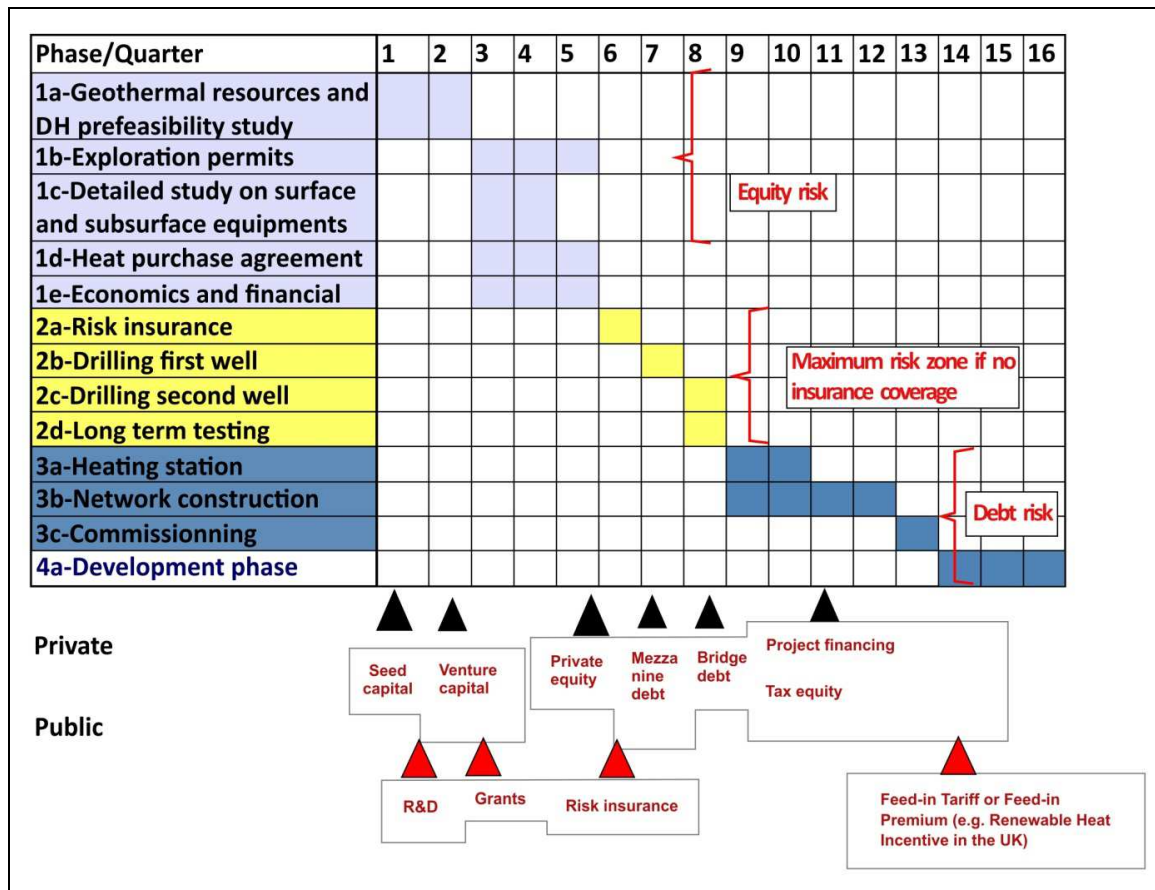 Phase/Quarter 1 2 3 4 5 6 7 8 9 10 11 12 13 14 15 16
1a-Geothermal resources and
DH prefeasibility study
1b-Exploration permits
1c-Detailed study on surface
and subsurface equipments
Equity risk
1d-Heat purchase agreement
1e-Economics and financial
2a-Risk insurance
2b-Drilling first well
Maximum risk zone if no
insurance coverage
2c-Drilling second well
2d-Long term testing
3a-Heating station
3b-Network construction
Debt risk
3c-Commissionning
4a-Development phase
Private
Seed
capital
Venture
capital
Private
equity
Mezza
nine
debt
Bridge
debt
Project financing
Tax equity
Public
R&D
Grants
Risk insurance
Feed-in Tariff or Feed-in
Premium (e.g. Renewable Heat
Incentive in the UK)